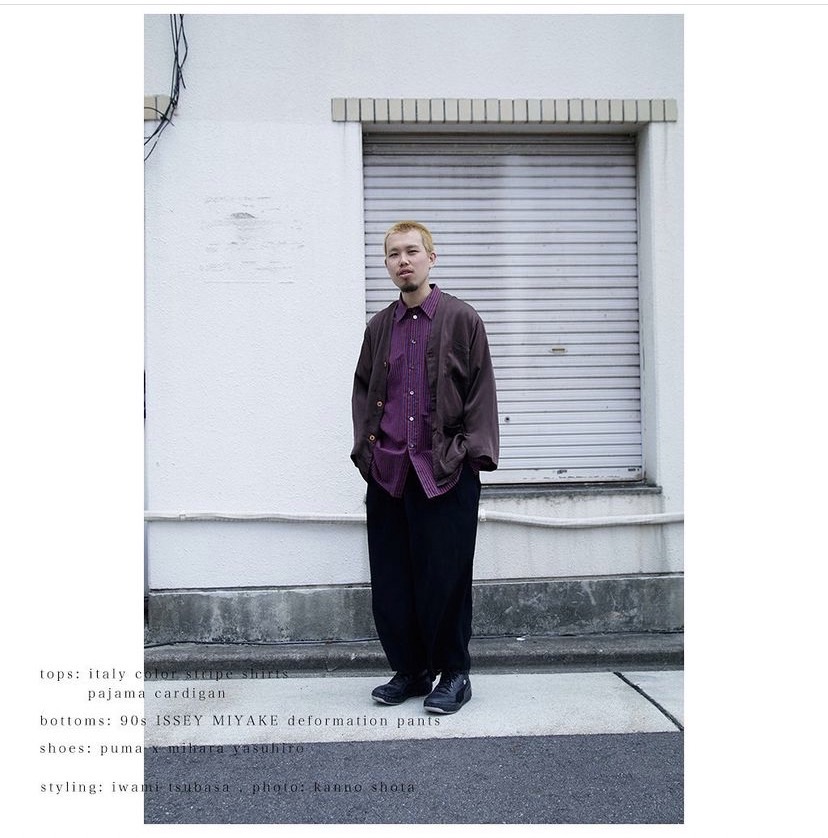 tops: italy color stripe shirts
pajama cardigan
bottoms: 90s ISSEY MIYAKE deformation pants
shoes: puma x mihara yasuhiro
styling: iwami tsubasa , photo: kanno shota